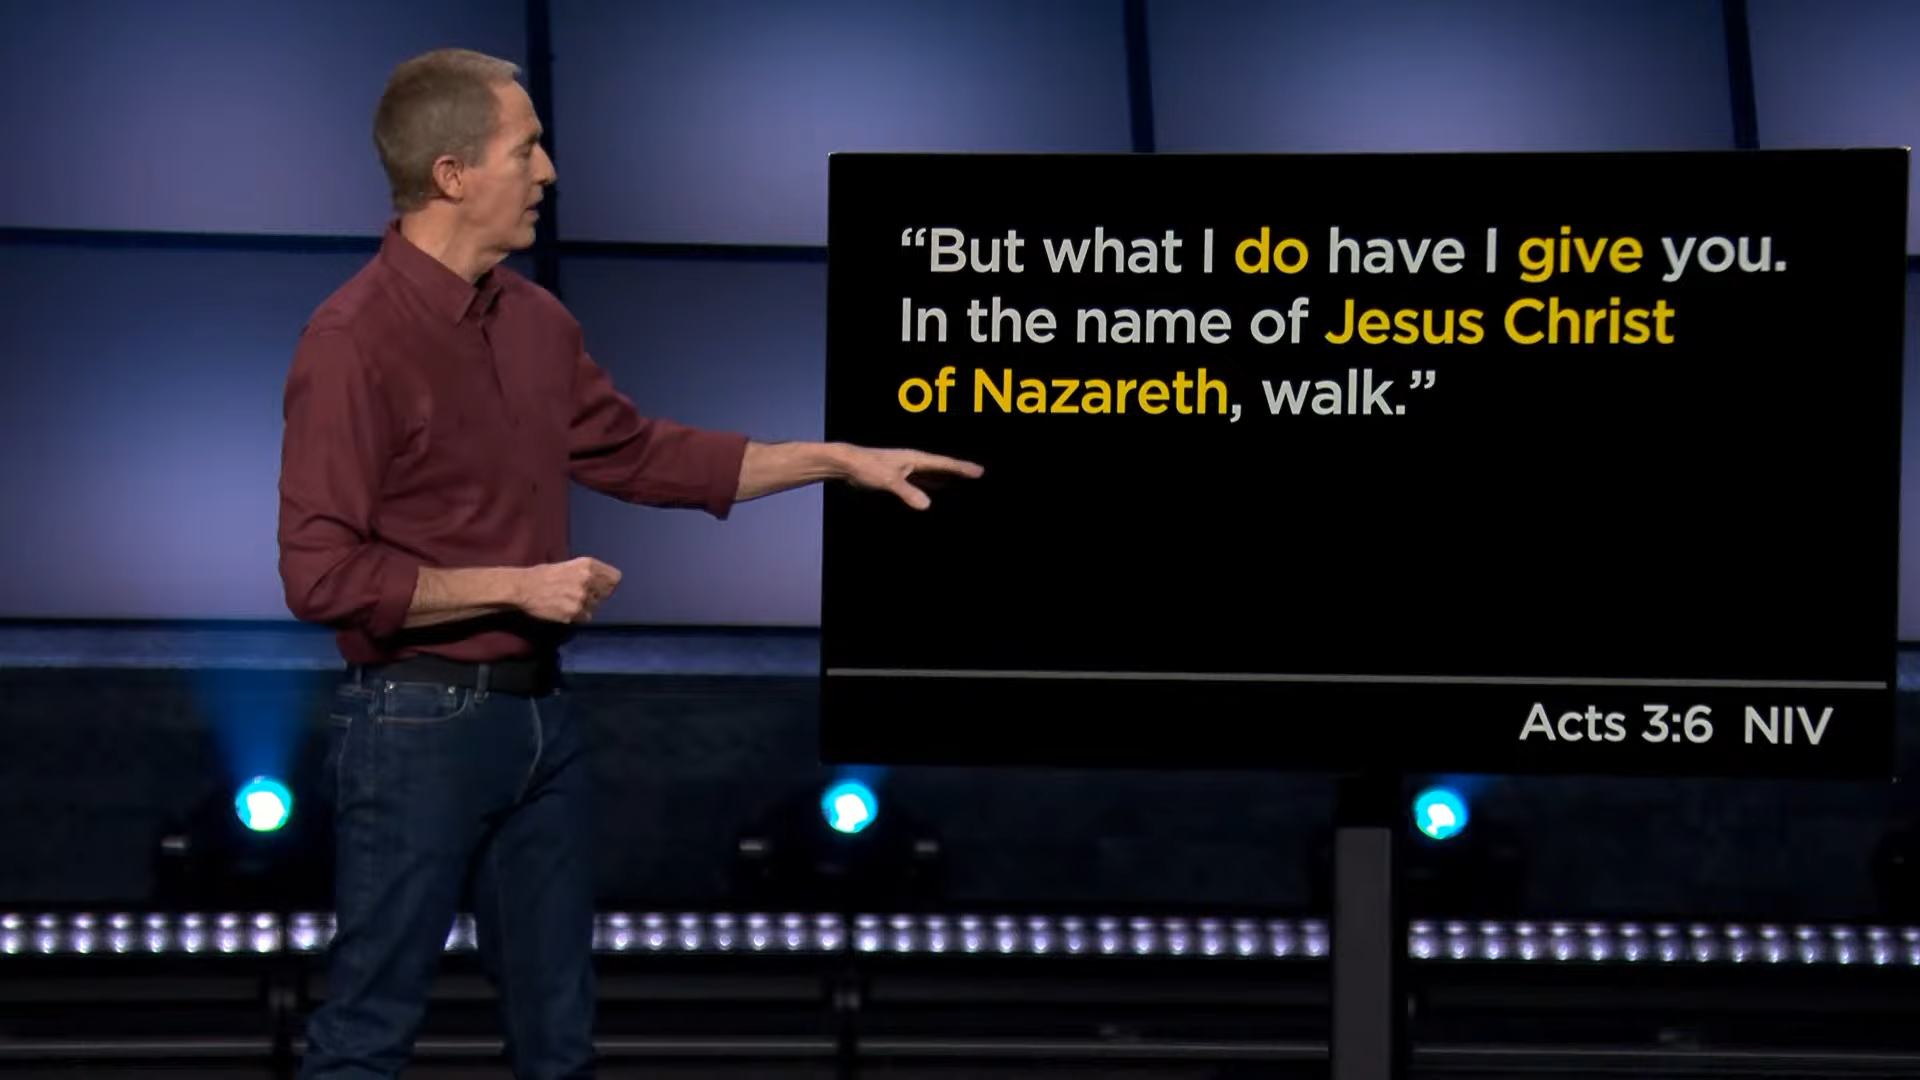 “But what I do have I give you.
In the name of Jesus Christ
of Nazareth, walk.”
Acts 3:6 NIV